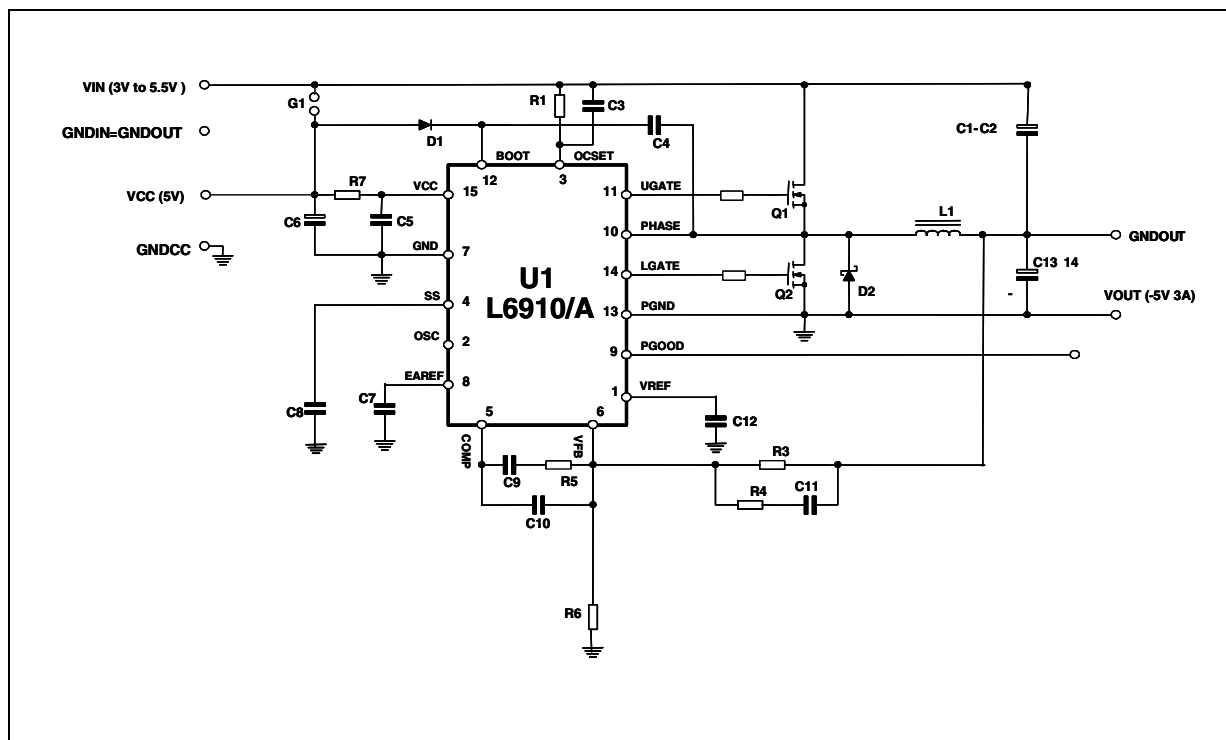 VIN (3V to 5.5V )
G1
R1
C3
GNDIN=GNDOUT
D1
C4
C1-C2
BOOT
OCSET
12
3
VCC (5V)
R7
VCC
15
11
UGATE
Q1
L1
C6
C5
10
PHASE
GNDOUT
GNDCC
GND
7
U1
L6910/A
14
LGATE
Q2
D2
C13 14
-
VOUT (-5V 3A)
SS
4
13
PGND
OSC
2
9
PGOOD
EAREF
8
1
VREF
C8
C7
5
6
C12
COMP
VFB
C9
R5
R3
C10
R4
C11
R6